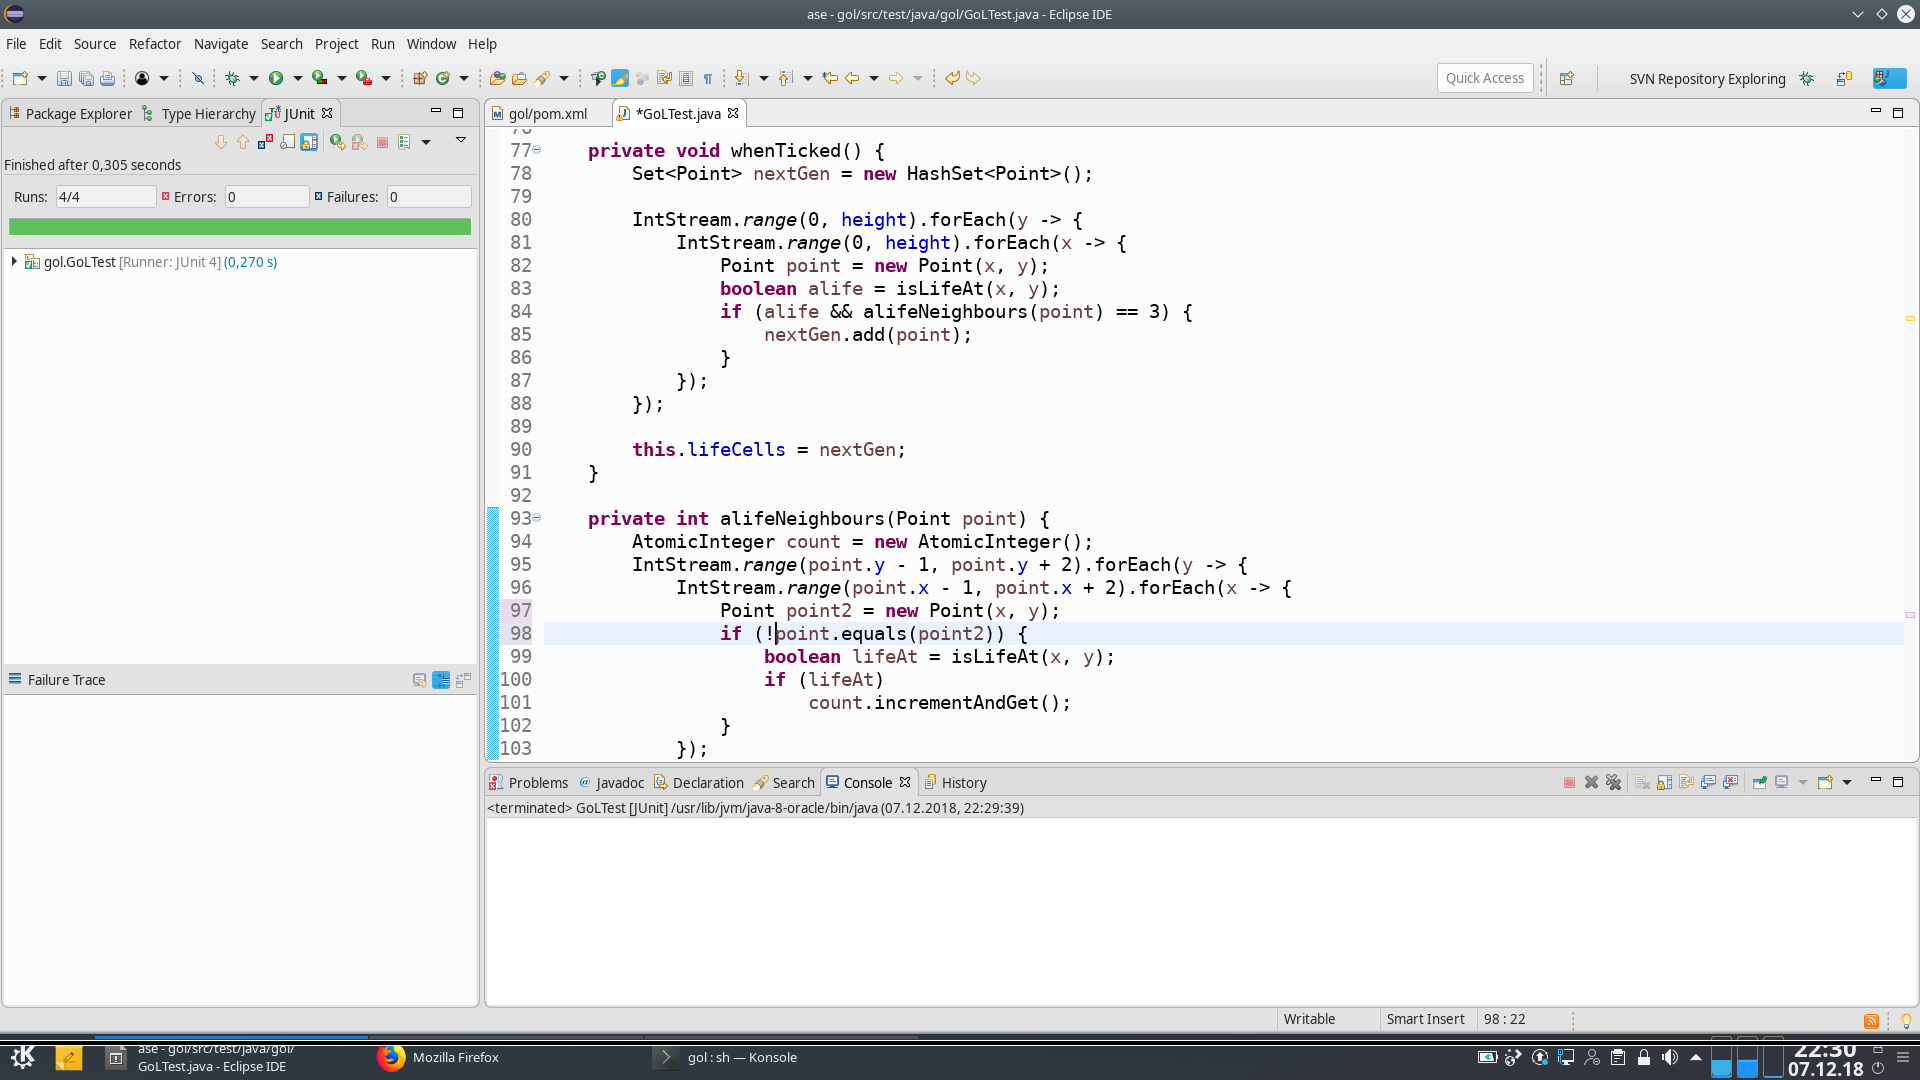 ase - gol/src/test/java/gol/GoLTest.java - Eclipse IDE
File Edit Source Refactor Navigate Search Project Run Window Help
Quick Access
SVN Repository Exploring
Package Explorer Type Hierarchy JUnit
Finished after 0,305 seconds
Runs: 4/4 Errors: 0 Failures: 0
gol.GoLTest [Runner: JUnit 4] (0,270 s)
Failure Trace
gol/pom.xml *GoLTest.java
76
77 private void whenTicked() {
78 Set<Point> nextGen = new HashSet<Point>();
79
80 IntStream.range(0, height).forEach(y -> {
81 IntStream.range(0, height).forEach(x -> {
82 Point point = new Point(x, y);
83 boolean alife = isLifeAt(x, y);
84 if (alife && alifeNeighbours(point) == 3) {
85 nextGen.add(point);
86 }
87 });
88 });
89
90 this.lifeCells = nextGen;
91 }
92
93 private int alifeNeighbours(Point point) {
94 AtomicInteger count = new AtomicInteger();
95 IntStream.range(point.y - 1, point.y + 2).forEach(y -> {
96 IntStream.range(point.x - 1, point.x + 2).forEach(x -> {
97 Point point2 = new Point(x, y);
98 if (!point.equals(point2)) {
99 boolean lifeAt = isLifeAt(x, y);
100 if (lifeAt)
101 count.incrementAndGet();
102 }
103 });
Problems Javadoc Declaration Search Console History
<terminated> GoLTest [JUnit] /usr/lib/jvm/java-8-oracle/bin/java (07.12.2018, 22:29:39)
Writable Smart Insert 98 : 22
ase - gol/src/test/java/gol/
GoLTest.java - Eclipse IDE
Mozilla Firefox
gol : sh — Konsole
22:30
07.12.18